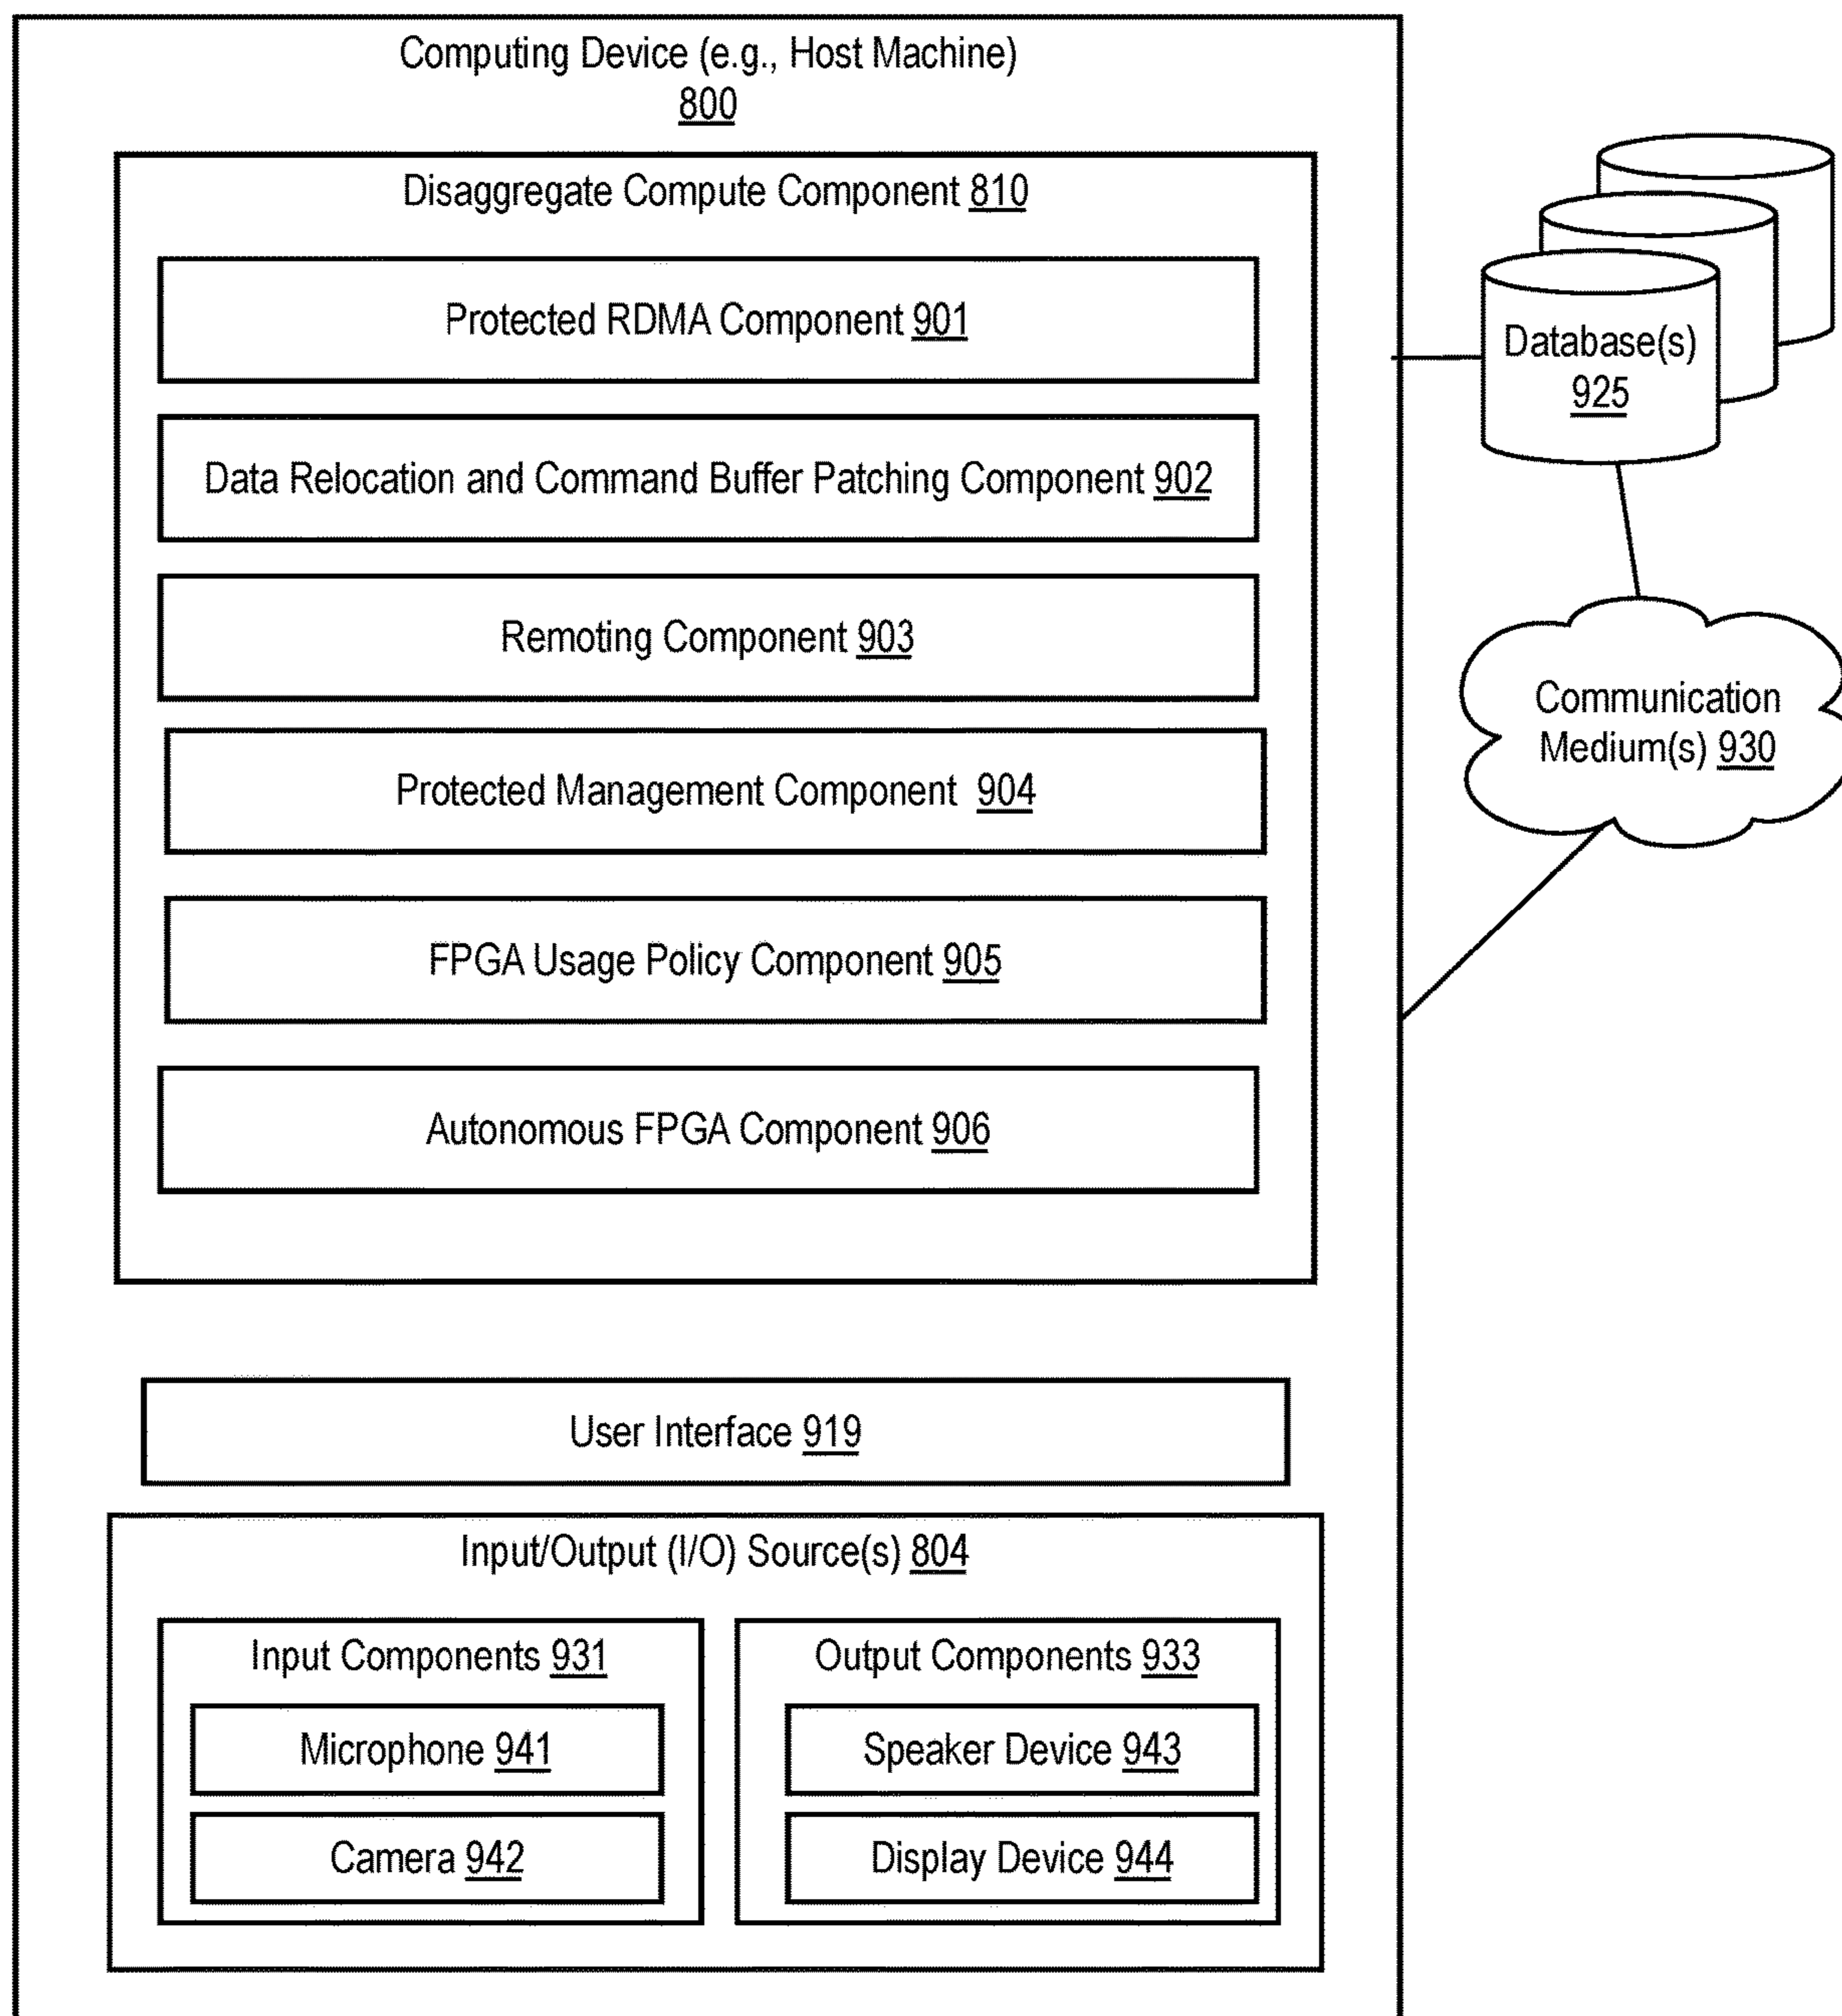 Computing Device (e.g., Host Machine)
800
Disaggregate Compute Component 810
Protected RDMA Component 901
Data Relocation and Command Buffer Patching Component 902
Remoting Component 903
Protected Management Component 904
FPGA Usage Policy Component 905
Autonomous FPGA Component 906
User Interface 919
Input/Output (I/O) Source(s) 804
Input Components 931
Microphone 941
Camera 942
Output Components 933
Speaker Device 943
Display Device 944
Database(s)
925
Communication
Medium(s) 930